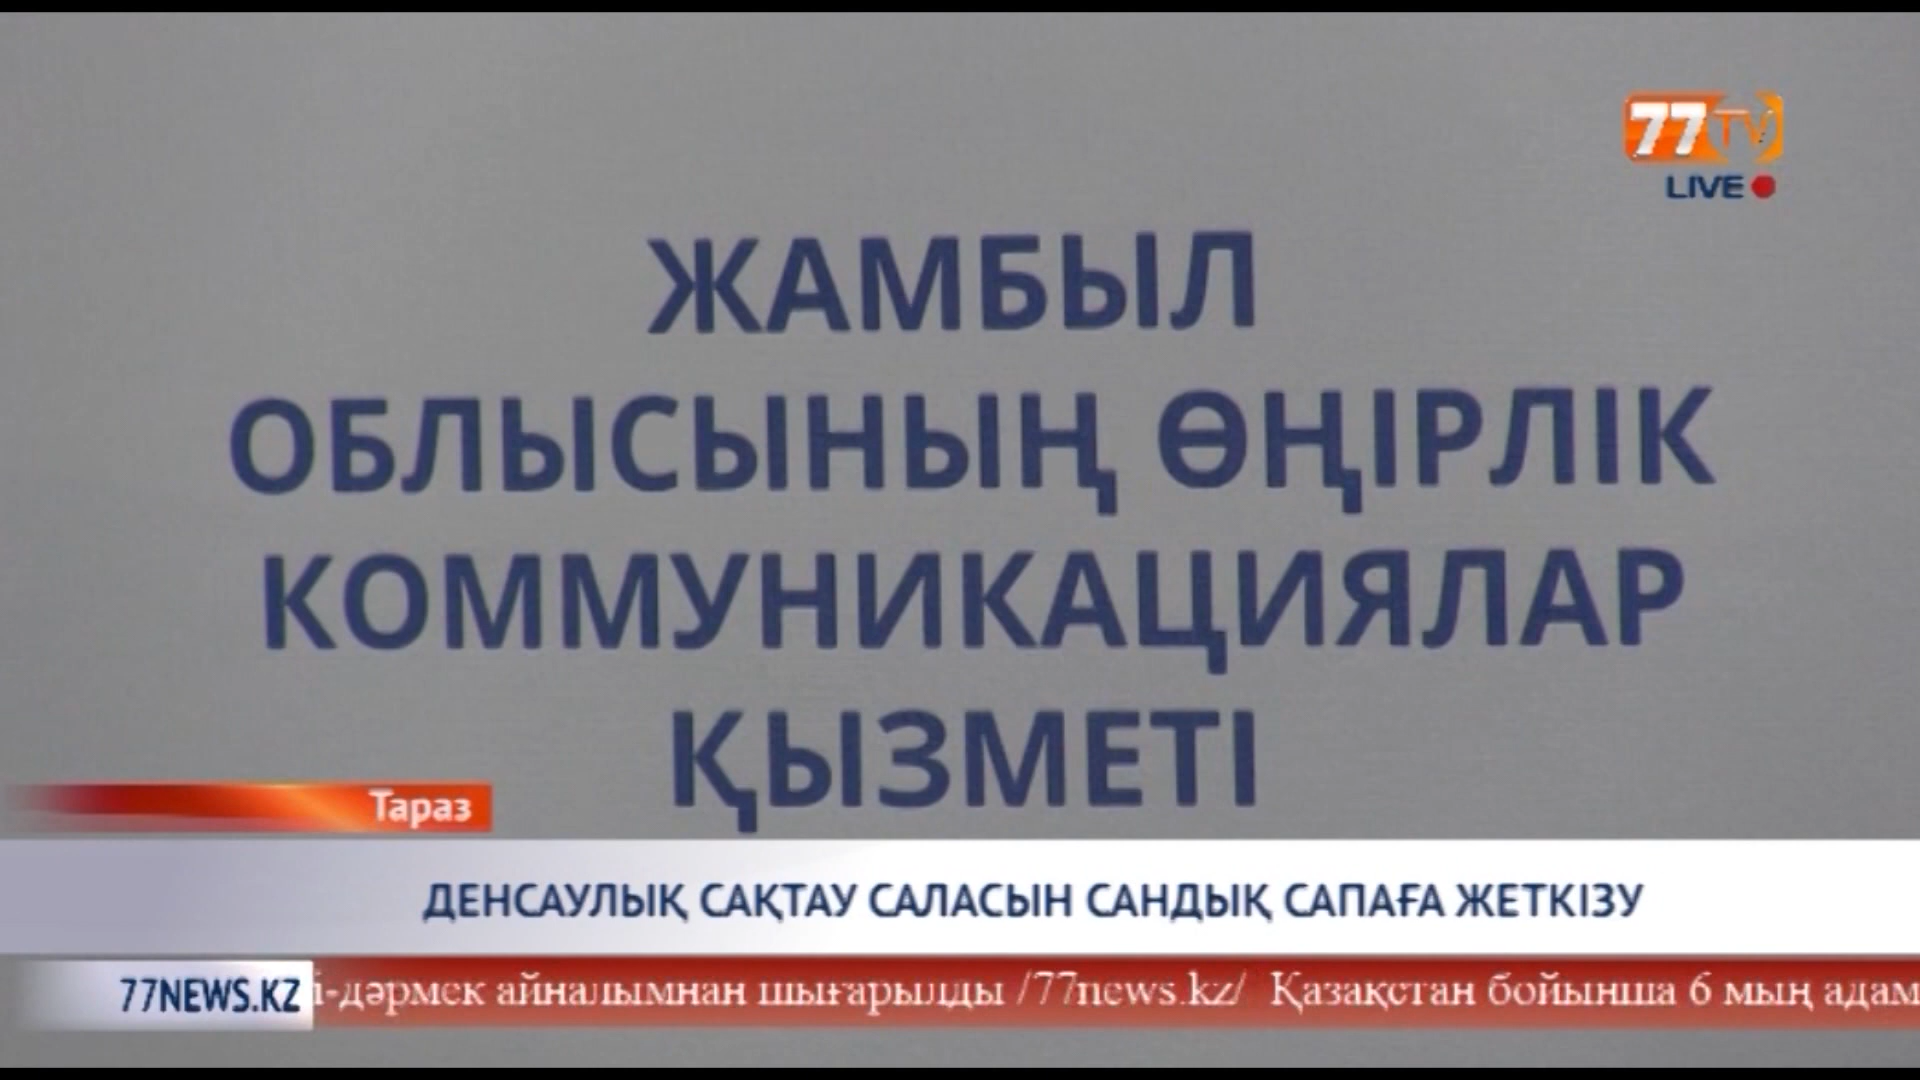 77TV
LIVE
ЖАМБЫЛ
ОБЛЫСЫНЫҢ ӨҢІРЛІК
КОММУНИКАЦИЯЛАР
ҚЫЗМЕТІ
Тараз
ДЕНСАУЛЫҚ САҚТАУ САЛАСЫН САНДЫҚ САПАҒА ЖЕТКІЗУ
77NEWS.KZ
і-дәрмек айналымнан шығарылды /77news.kz/ Қазақстан бойынша 6 мың адам